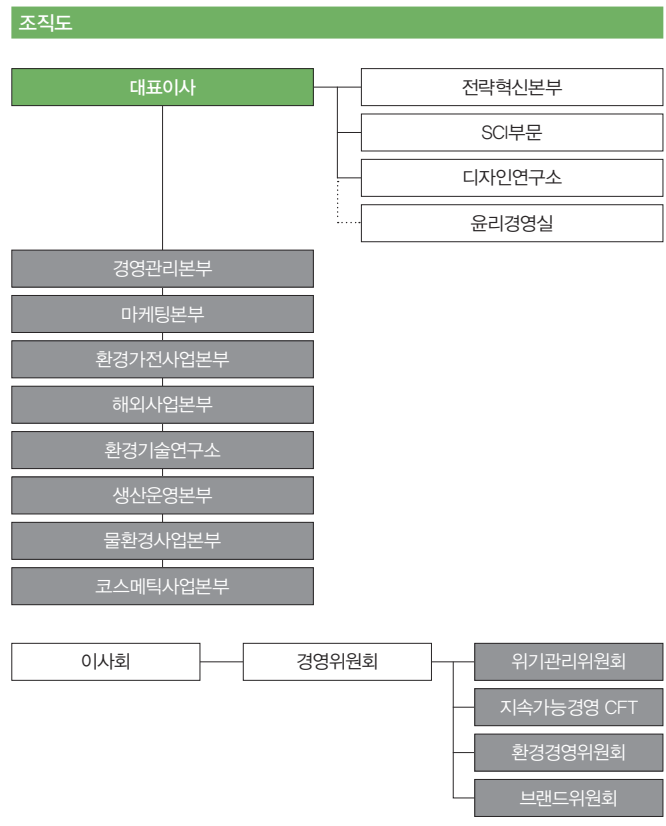 조직도
대표이사
전략혁신본부
SCI부문
디자인연구소
윤리경영실
경영관리본부
마케팅본부
환경가전사업본부
해외사업본부
환경기술연구소
생산운영본부
물환경사업본부
코스메틱사업본부
이사회
경영위원회
위기관리위원회
지속가능경영 CFT
환경경영위원회
브랜드위원회